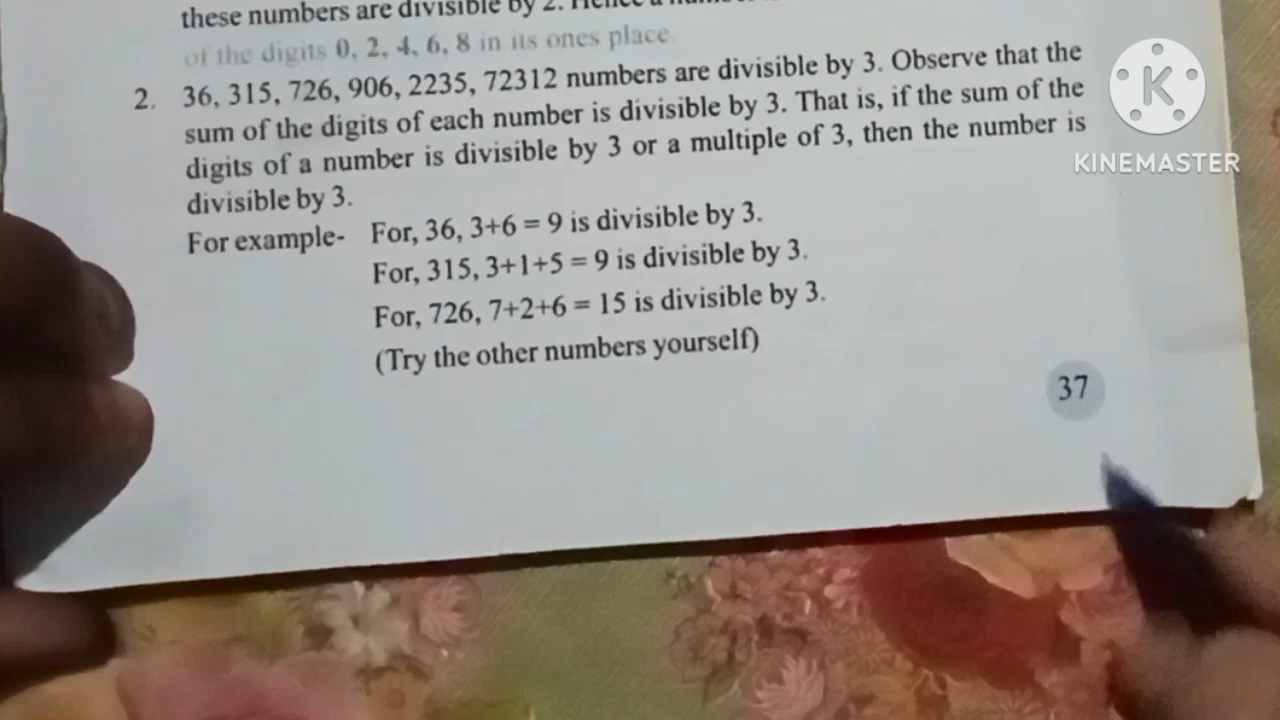 these numbers are divisible by 2. Hence a
of the digits 0, 2, 4, 6, 8 in its ones place.
2. 36, 315, 726, 906, 2235, 72312 numbers are divisible by 3. Observe that the
sum of the digits of each number is divisible by 3. That is, if the sum of the
digits of a number is divisible by 3 or a multiple of 3, then the number is
divisible by 3.
For example- For, 36, 3+6 = 9 is divisible by 3.
For, 315, 3+1+5 = 9 is divisible by 3.
For, 726, 7+2+6 = 15 is divisible by 3.
(Try the other numbers yourself)
37
K
KINEMASTER